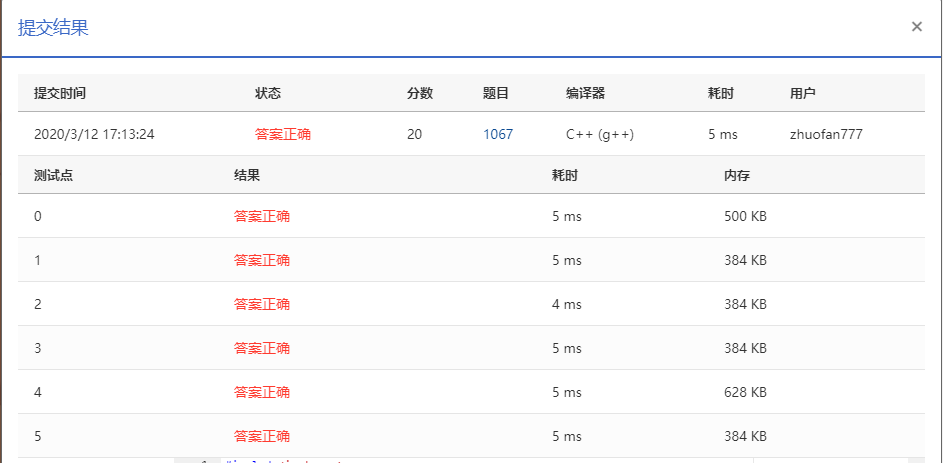 提交结果 ×
提交时间 状态 分数 题目 编译器 耗时 用户
2020/3/12 17:13:24 答案正确 20 1067 C++ (g++) 5 ms zhuofan777
测试点 结果 耗时 内存
0 答案正确 5 ms 500 KB
1 答案正确 5 ms 384 KB
2 答案正确 4 ms 384 KB
3 答案正确 5 ms 384 KB
4 答案正确 5 ms 628 KB
5 答案正确 5 ms 384 KB